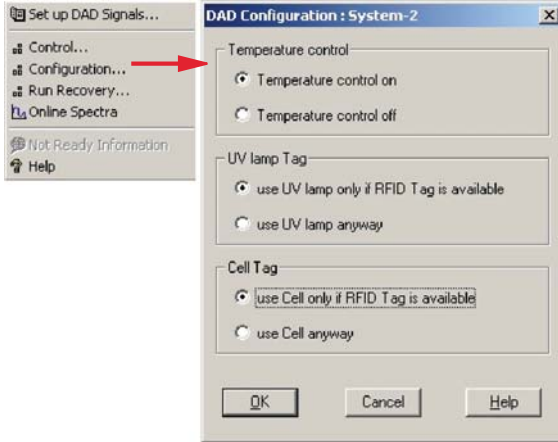 Set up DAD Signals...
Control...
Configuration...
Run Recovery...
Online Spectra
Not Ready Information
Help
DAD Configuration : System-2
Temperature control
Temperature control on
Temperature control off
UV lamp Tag
use UV lamp only if RFID Tag is available
use UV lamp anyway
Cell Tag
use Cell only if RFID Tag is available
use Cell anyway
OK Cancel Help